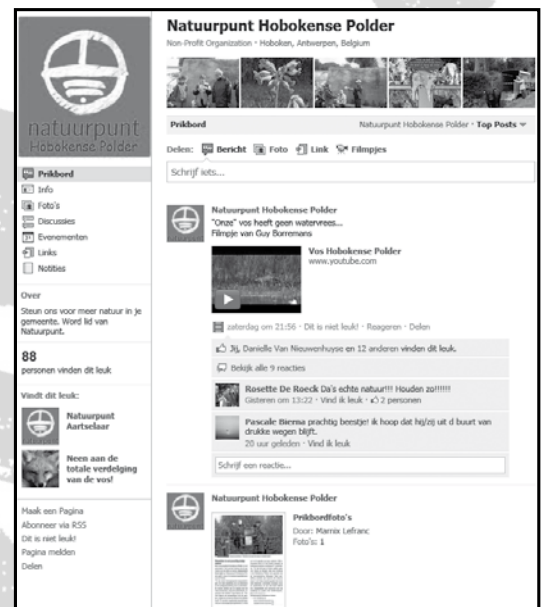 natuurpunt
Hobokense Polder
Prikbord
Info
Foto's
Discussies
Evenementen
Links
Notities
Over
Steun ons voor meer natuur in je
gemeente. Word lid van
Natuurpunt.
88
personen vinden dit leuk
Vindt dit leuk:
Natuurpunt
Aartselaar
Neen aan de
totale verdelging
van de vos!
Maak een Pagina
Abonneer via RSS
Dit is niet leuk!
Pagina melden
Delen
Natuurpunt Hobokense Polder
Non-Profit Organization · Hoboken, Antwerpen, Belgium
Prikbord Natuurpunt Hobokense Polder · Top Posts
Delen: Bericht Foto Link Filmpjes
Schrijf iets...
Natuurpunt Hobokense Polder
"Onze" vos heeft geen watervrees...
Filmpje van Guy Borremans
Vos Hobokense Polder
www.youtube.com
zaterdag om 21:56 · Dit is niet leuk! · Reageren · Delen
Jij, Danielle Van Nieuwenhuyse en 12 anderen vinden dit leuk.
Bekijk alle 9 reacties
Rosette De Roeck Da's echte natuur!!! Houden zo!!!!!!
Gisteren om 13:22 · Vind ik leuk · 2 personen
Pascale Biema prachtig beestje! ik hoop dat hij/zij uit d buurt van
drukke wegen blijft.
20 uur geleden · Vind ik leuk
Schrijf een reactie...
Natuurpunt Hobokense Polder
Prikbordfoto's
Door: Marnix Lefranc
Foto's: 1